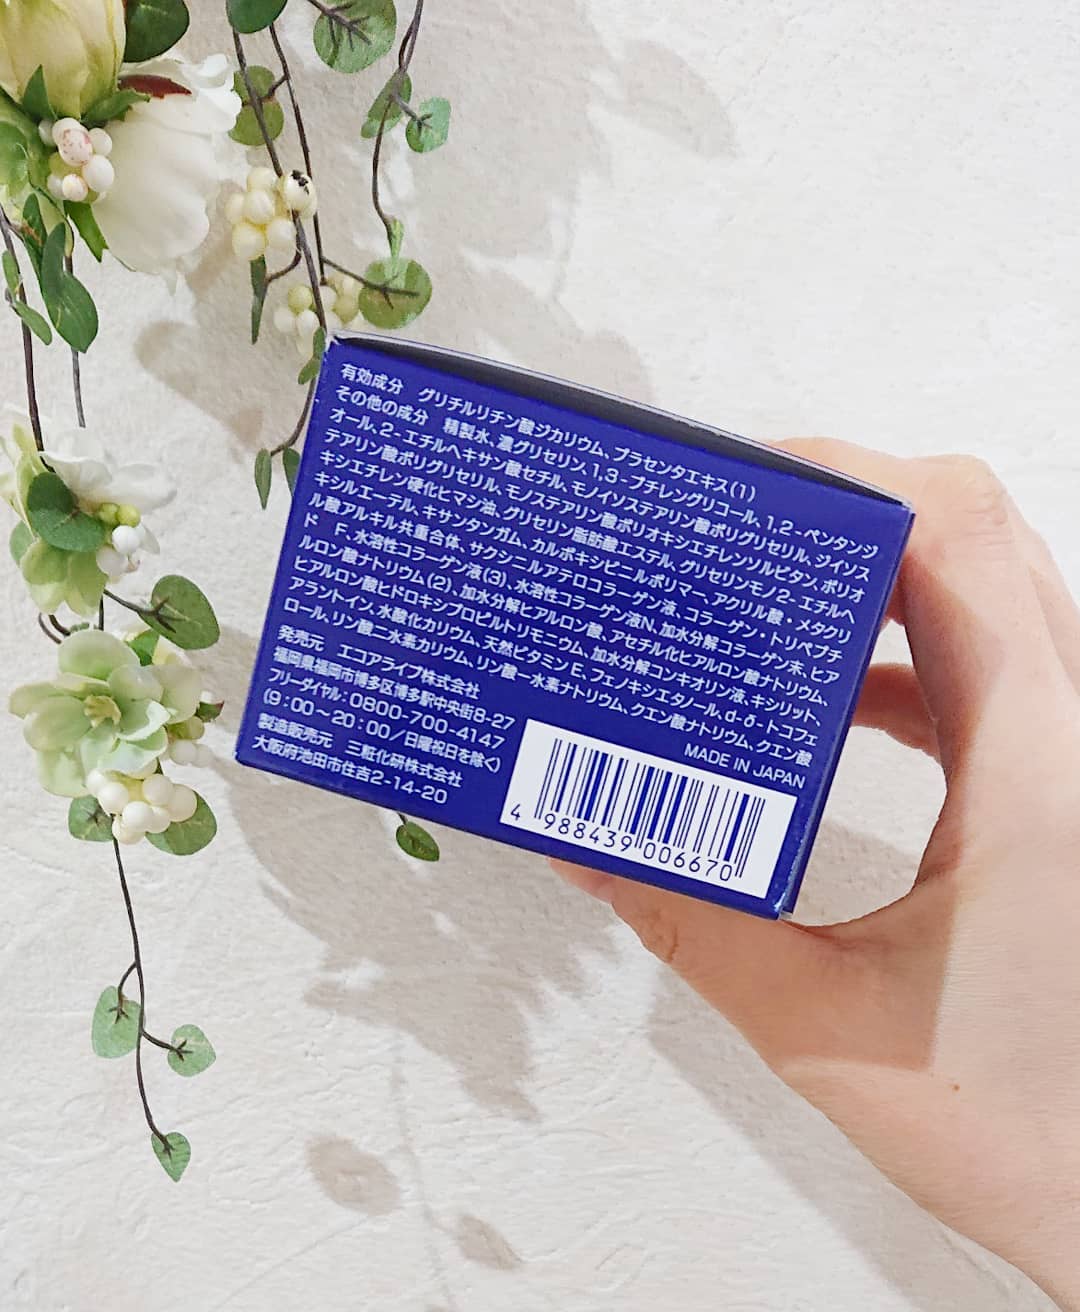 有効成分　グリチルリチン酸ジカリウム、プラセンタエキス(1)
その他の成分　精製水、濃グリセリン、1,3-ブチレングリコール、1,2-ペンタンジ
オール、2-エチルヘキサン酸セチル、モノイソステアリン酸ポリグリセリル、ジイソス
テアリン酸ポリグリセリル、モノステアリン酸ポリオキシエチレンソルビタン、ポリオ
キシエチレン硬化ヒマシ油、グリセリン脂肪酸エステル、グリセリンモノ2-エチルヘ
キシルエーテル、キサンタンガム、カルボキシビニルポリマー、アクリル酸・メタクリ
ル酸アルキル共重合体、サクシニルアテロコラーゲン液、コラーゲン・トリペプチ
ド F、水溶性コラーゲン液(3)、水溶性コラーゲン液N、加水分解コラーゲン末、ヒア
ルロン酸ナトリウム(2)、加水分解ヒアルロン酸、アセチル化ヒアルロン酸ナトリウム、
ヒアルロン酸ヒドロキシプロピルトリモニウム、加水分解コンキオリン液、キシリット、
アラントイン、水酸化カリウム、天然ビタミンE、フェノキシエタノール、d-δ-トコフェ
ロール、リン酸二水素カリウム、リン酸一水素ナトリウム、クエン酸ナトリウム、クエン酸
発売元　エコアライブ株式会社
福岡県福岡市博多区博多駅中央街8-27
フリーダイヤル:0800-700-4147
(9:00～20:00/日曜祝日を除く)
製造販売元　三粧化研株式会社
大阪府池田市住吉2-14-20
MADE IN JAPAN
4 988439 006670